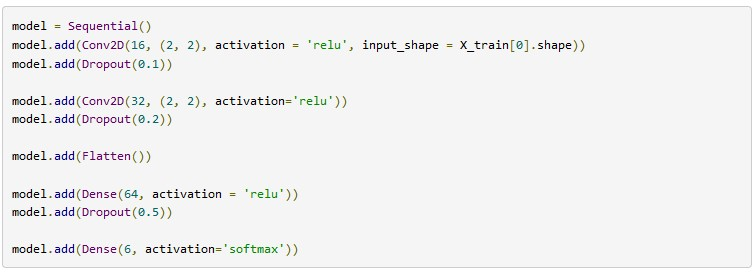 model = Sequential()
model.add(Conv2D(16, (2, 2), activation = 'relu', input_shape = X_train[0].shape))
model.add(Dropout(0.1))
model.add(Conv2D(32, (2, 2), activation='relu'))
model.add(Dropout(0.2))
model.add(Flatten())
model.add(Dense(64, activation = 'relu'))
model.add(Dropout(0.5))
model.add(Dense(6, activation='softmax'))